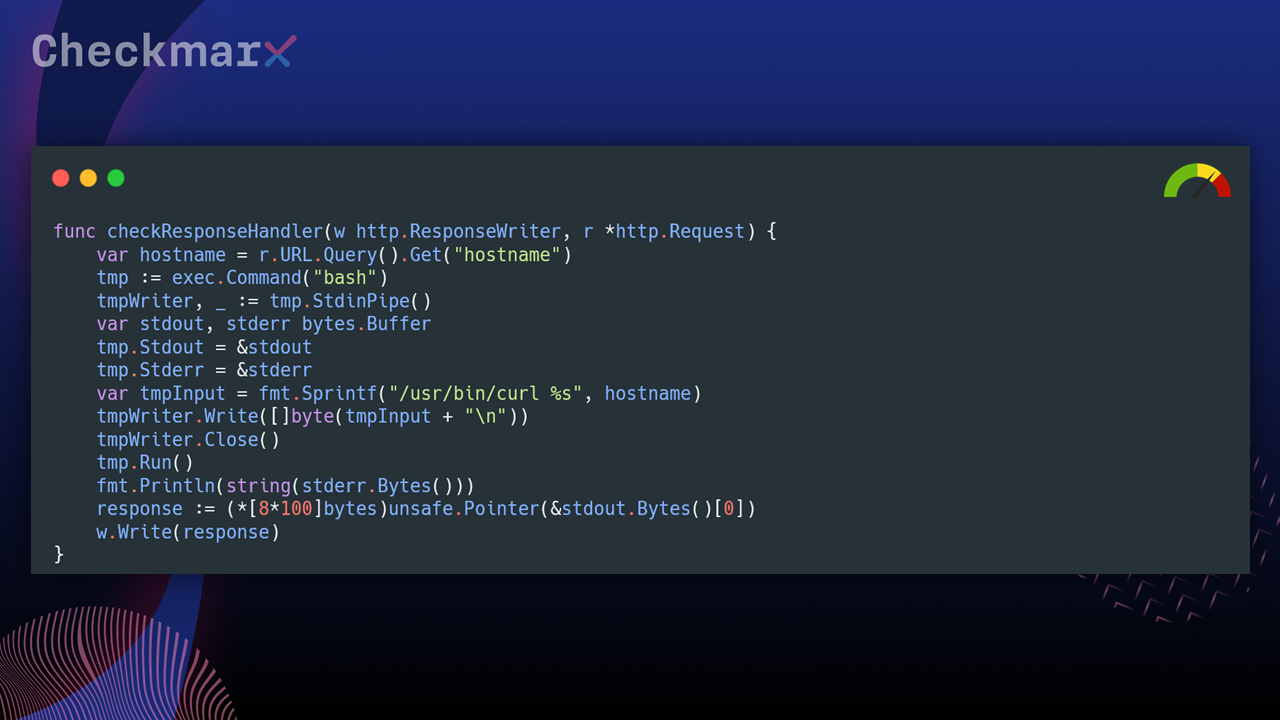 Checkmarx
func checkResponseHandler(w http.ResponseWriter, r *http.Request) {
    var hostname = r.URL.Query().Get("hostname")
    tmp := exec.Command("bash")
    tmpWriter, _ := tmp.StdinPipe()
    var stdout, stderr bytes.Buffer
    tmp.Stdout = &stdout
    tmp.Stderr = &stderr
    var tmpInput = fmt.Sprintf("/usr/bin/curl %s", hostname)
    tmpWriter.Write([]byte(tmpInput + "\n"))
    tmpWriter.Close()
    tmp.Run()
    fmt.Println(string(stderr.Bytes()))
    response := (*[8*100]bytes)unsafe.Pointer(&stdout.Bytes()[0])
    w.Write(response)
}